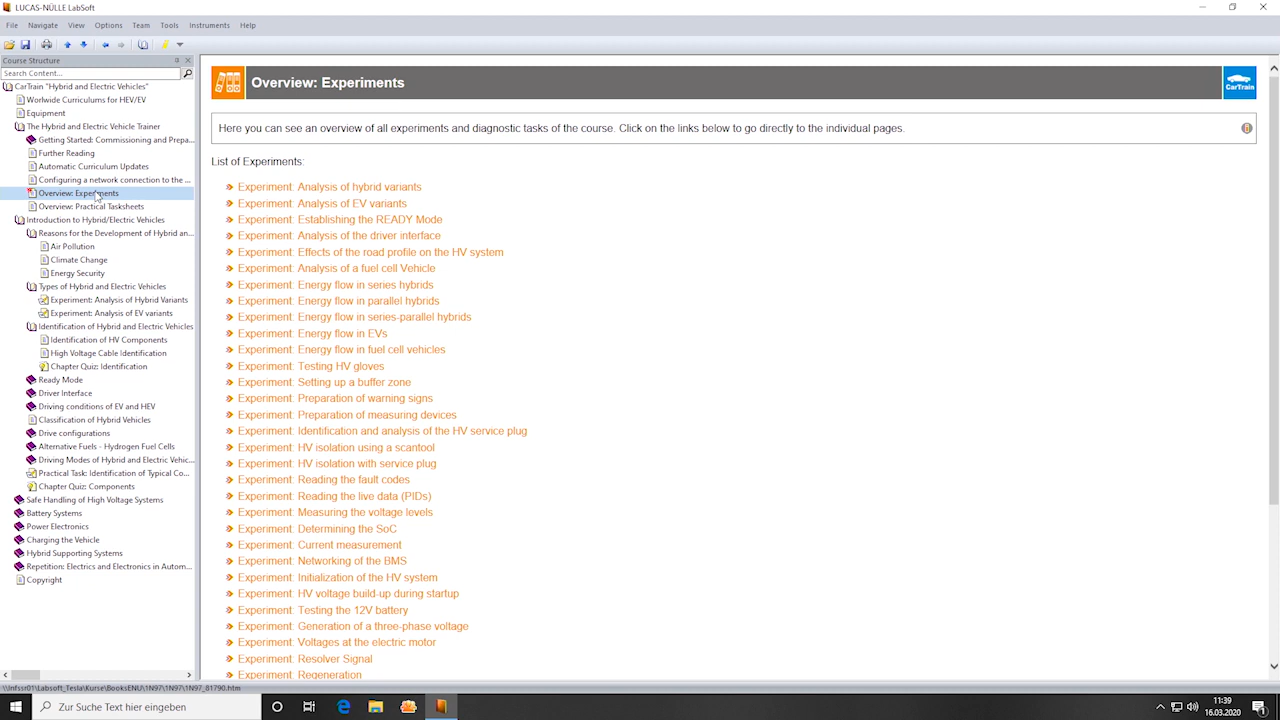 LUCAS-NÜLLE LabSoft
File Navigate View Options Team Tools Instruments Help
Course Structure
Search Content...
CarTrain "Hybrid and Electric Vehicles"
Worlwide Curriculums for HEV/EV
Equipment
The Hybrid and Electric Vehicle Trainer
Getting Started: Commissioning and Prepa...
Further Reading
Automatic Curriculum Updates
Configuring a network connection to the ...
Overview: Experiments
Overview: Practical Tasksheets
Introduction to Hybrid/Electric Vehicles
Reasons for the Development of Hybrid an...
Air Pollution
Climate Change
Energy Security
Types of Hybrid and Electric Vehicles
Experiment: Analysis of Hybrid Variants
Experiment: Analysis of EV variants
Identification of Hybrid and Electric Vehicles
Identification of HV Components
High Voltage Cable Identification
Chapter Quiz: Identification
Ready Mode
Driver Interface
Driving conditions of EV and HEV
Classification of Hybrid Vehicles
Drive configurations
Alternative Fuels - Hydrogen Fuel Cells
Driving Modes of Hybrid and Electric Vehic...
Practical Task: Identification of Typical Co...
Chapter Quiz: Components
Safe Handling of High Voltage Systems
Battery Systems
Power Electronics
Charging the Vehicle
Hybrid Supporting Systems
Repetition: Electrics and Electronics in Autom...
Copyright
Overview: Experiments
CarTrain
Here you can see an overview of all experiments and diagnostic tasks of the course. Click on the links below to go directly to the individual pages.
List of Experiments:
Experiment: Analysis of hybrid variants
Experiment: Analysis of EV variants
Experiment: Establishing the READY Mode
Experiment: Analysis of the driver interface
Experiment: Effects of the road profile on the HV system
Experiment: Analysis of a fuel cell Vehicle
Experiment: Energy flow in series hybrids
Experiment: Energy flow in parallel hybrids
Experiment: Energy flow in series-parallel hybrids
Experiment: Energy flow in EVs
Experiment: Energy flow in fuel cell vehicles
Experiment: Testing HV gloves
Experiment: Setting up a buffer zone
Experiment: Preparation of warning signs
Experiment: Preparation of measuring devices
Experiment: Identification and analysis of the HV service plug
Experiment: HV isolation using a scantool
Experiment: HV isolation with service plug
Experiment: Reading the fault codes
Experiment: Reading the live data (PIDs)
Experiment: Measuring the voltage levels
Experiment: Determining the SoC
Experiment: Current measurement
Experiment: Networking of the BMS
Experiment: Initialization of the HV system
Experiment: HV voltage build-up during startup
Experiment: Testing the 12V battery
Experiment: Generation of a three-phase voltage
Experiment: Voltages at the electric motor
Experiment: Resolver Signal
Experiment: Regeneration
\\lnfssr01\Labsoft_Tesla\Kurse\BooksENU\1N97\1N97\1N97_81790.htm
Zur Suche Text hier eingeben
11:39
16.03.2020
1